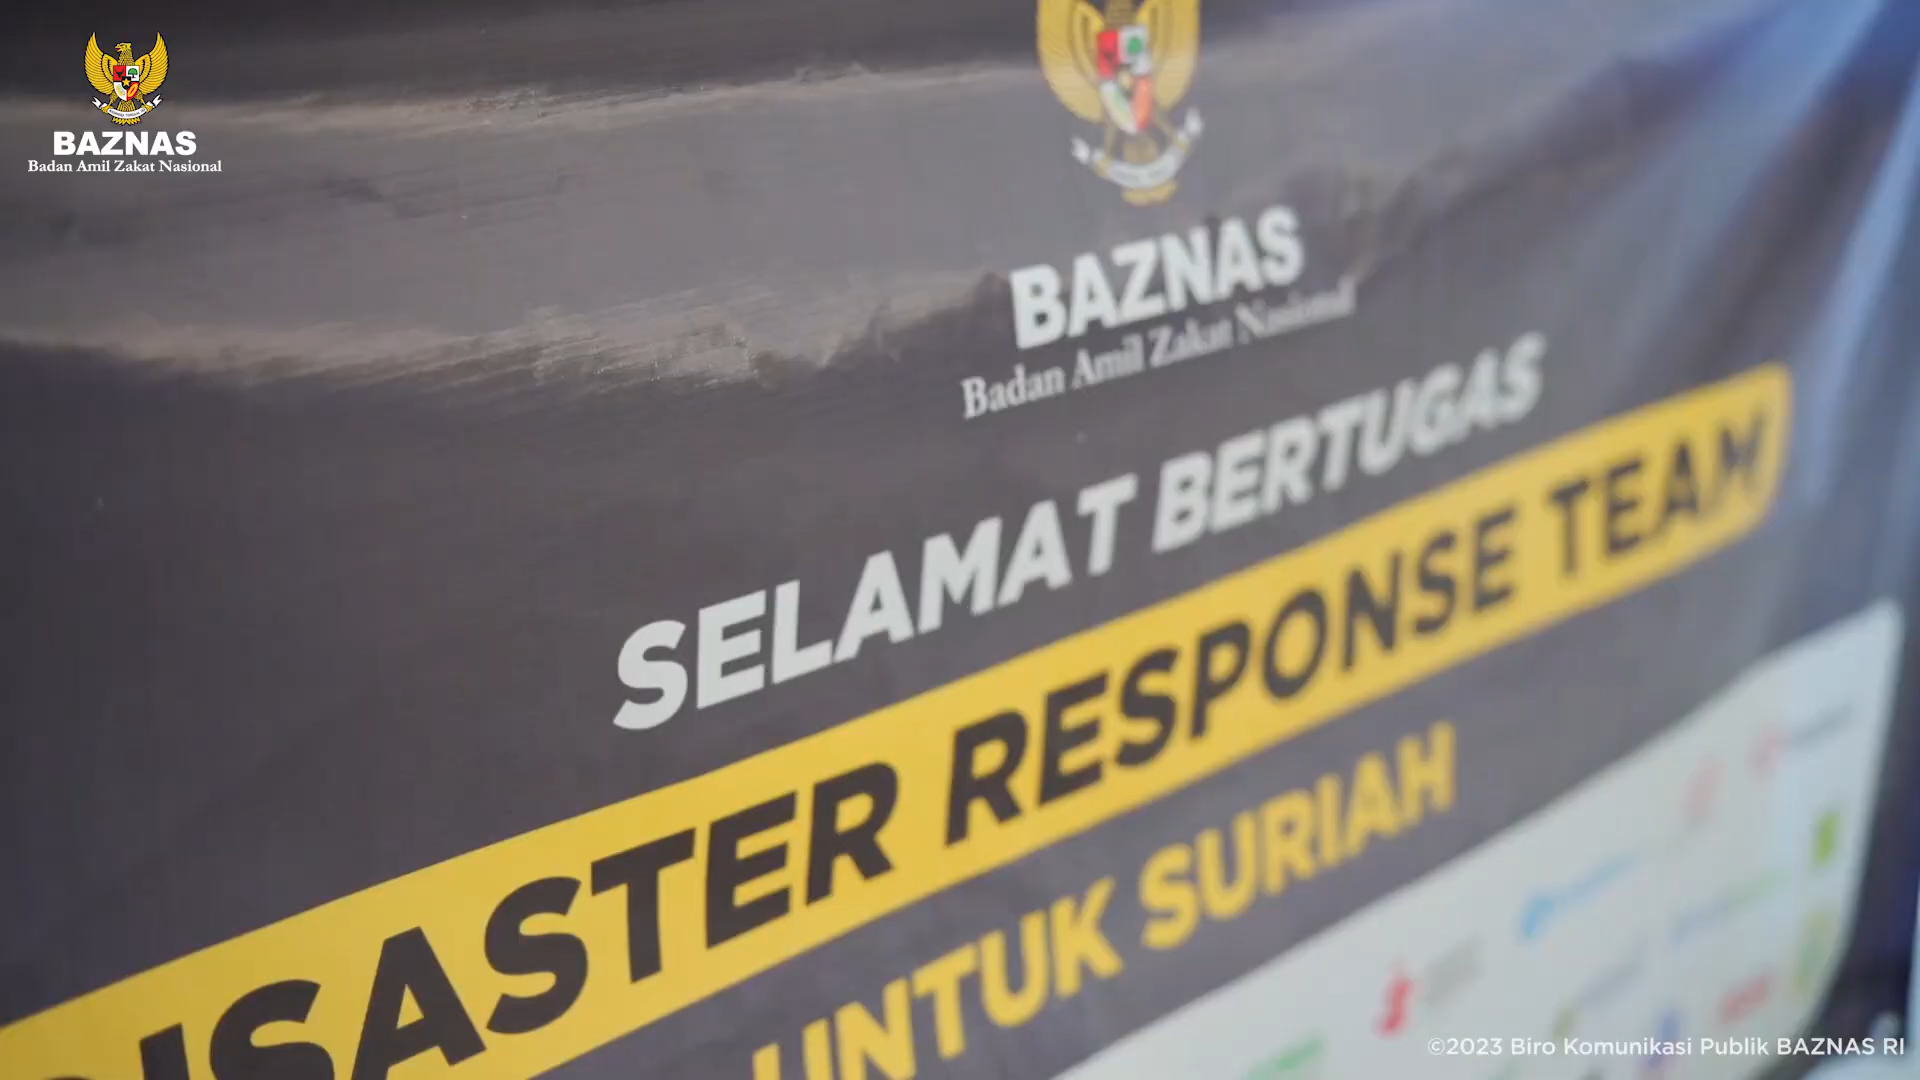 BAZNAS
Badan Amil Zakat Nasional
BAZNAS
Badan Amil Zakat Nasional
SELAMAT BERTUGAS
DISASTER RESPONSE TEAM
UNTUK SURIAH
©2023 Biro Komunikasi Publik BAZNAS RI